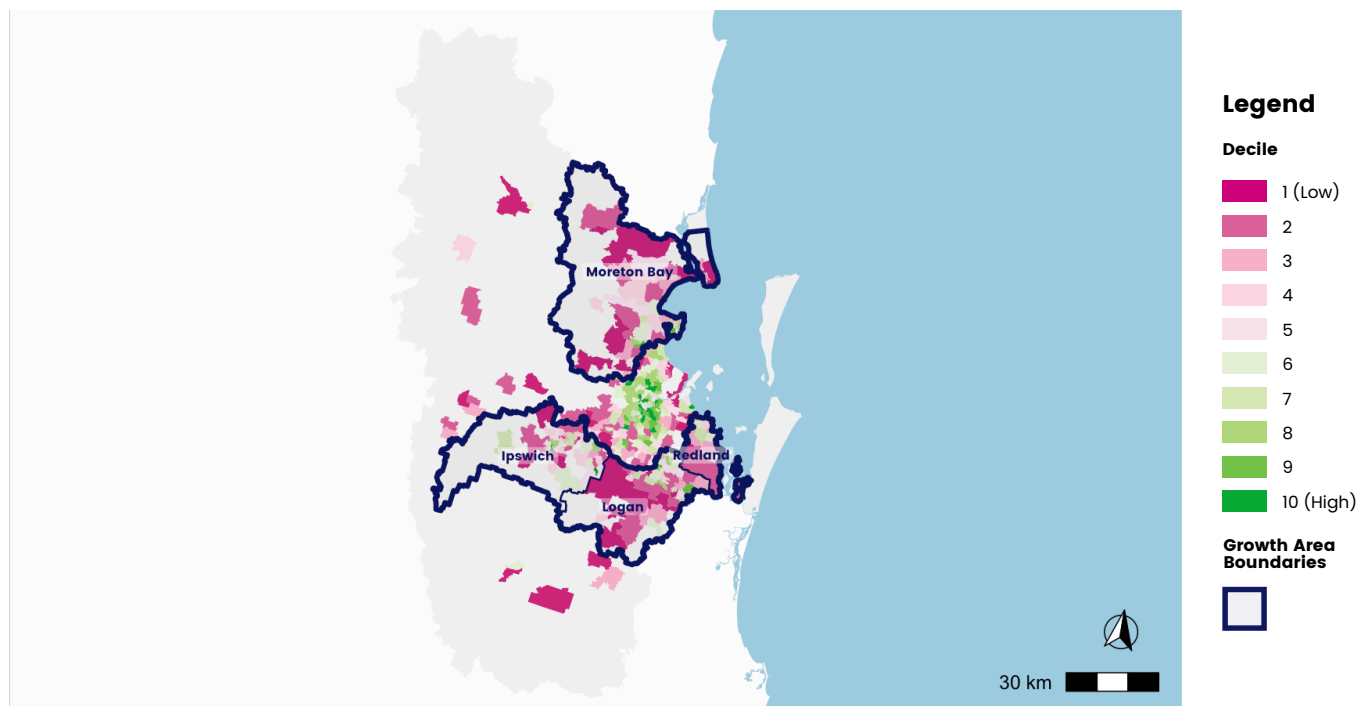 Legend
Decile
1 (Low)
2
3
4
5
6
7
8
9
10 (High)
Growth Area
Boundaries
Moreton Bay
Ipswich
Redland
Logan
30 km